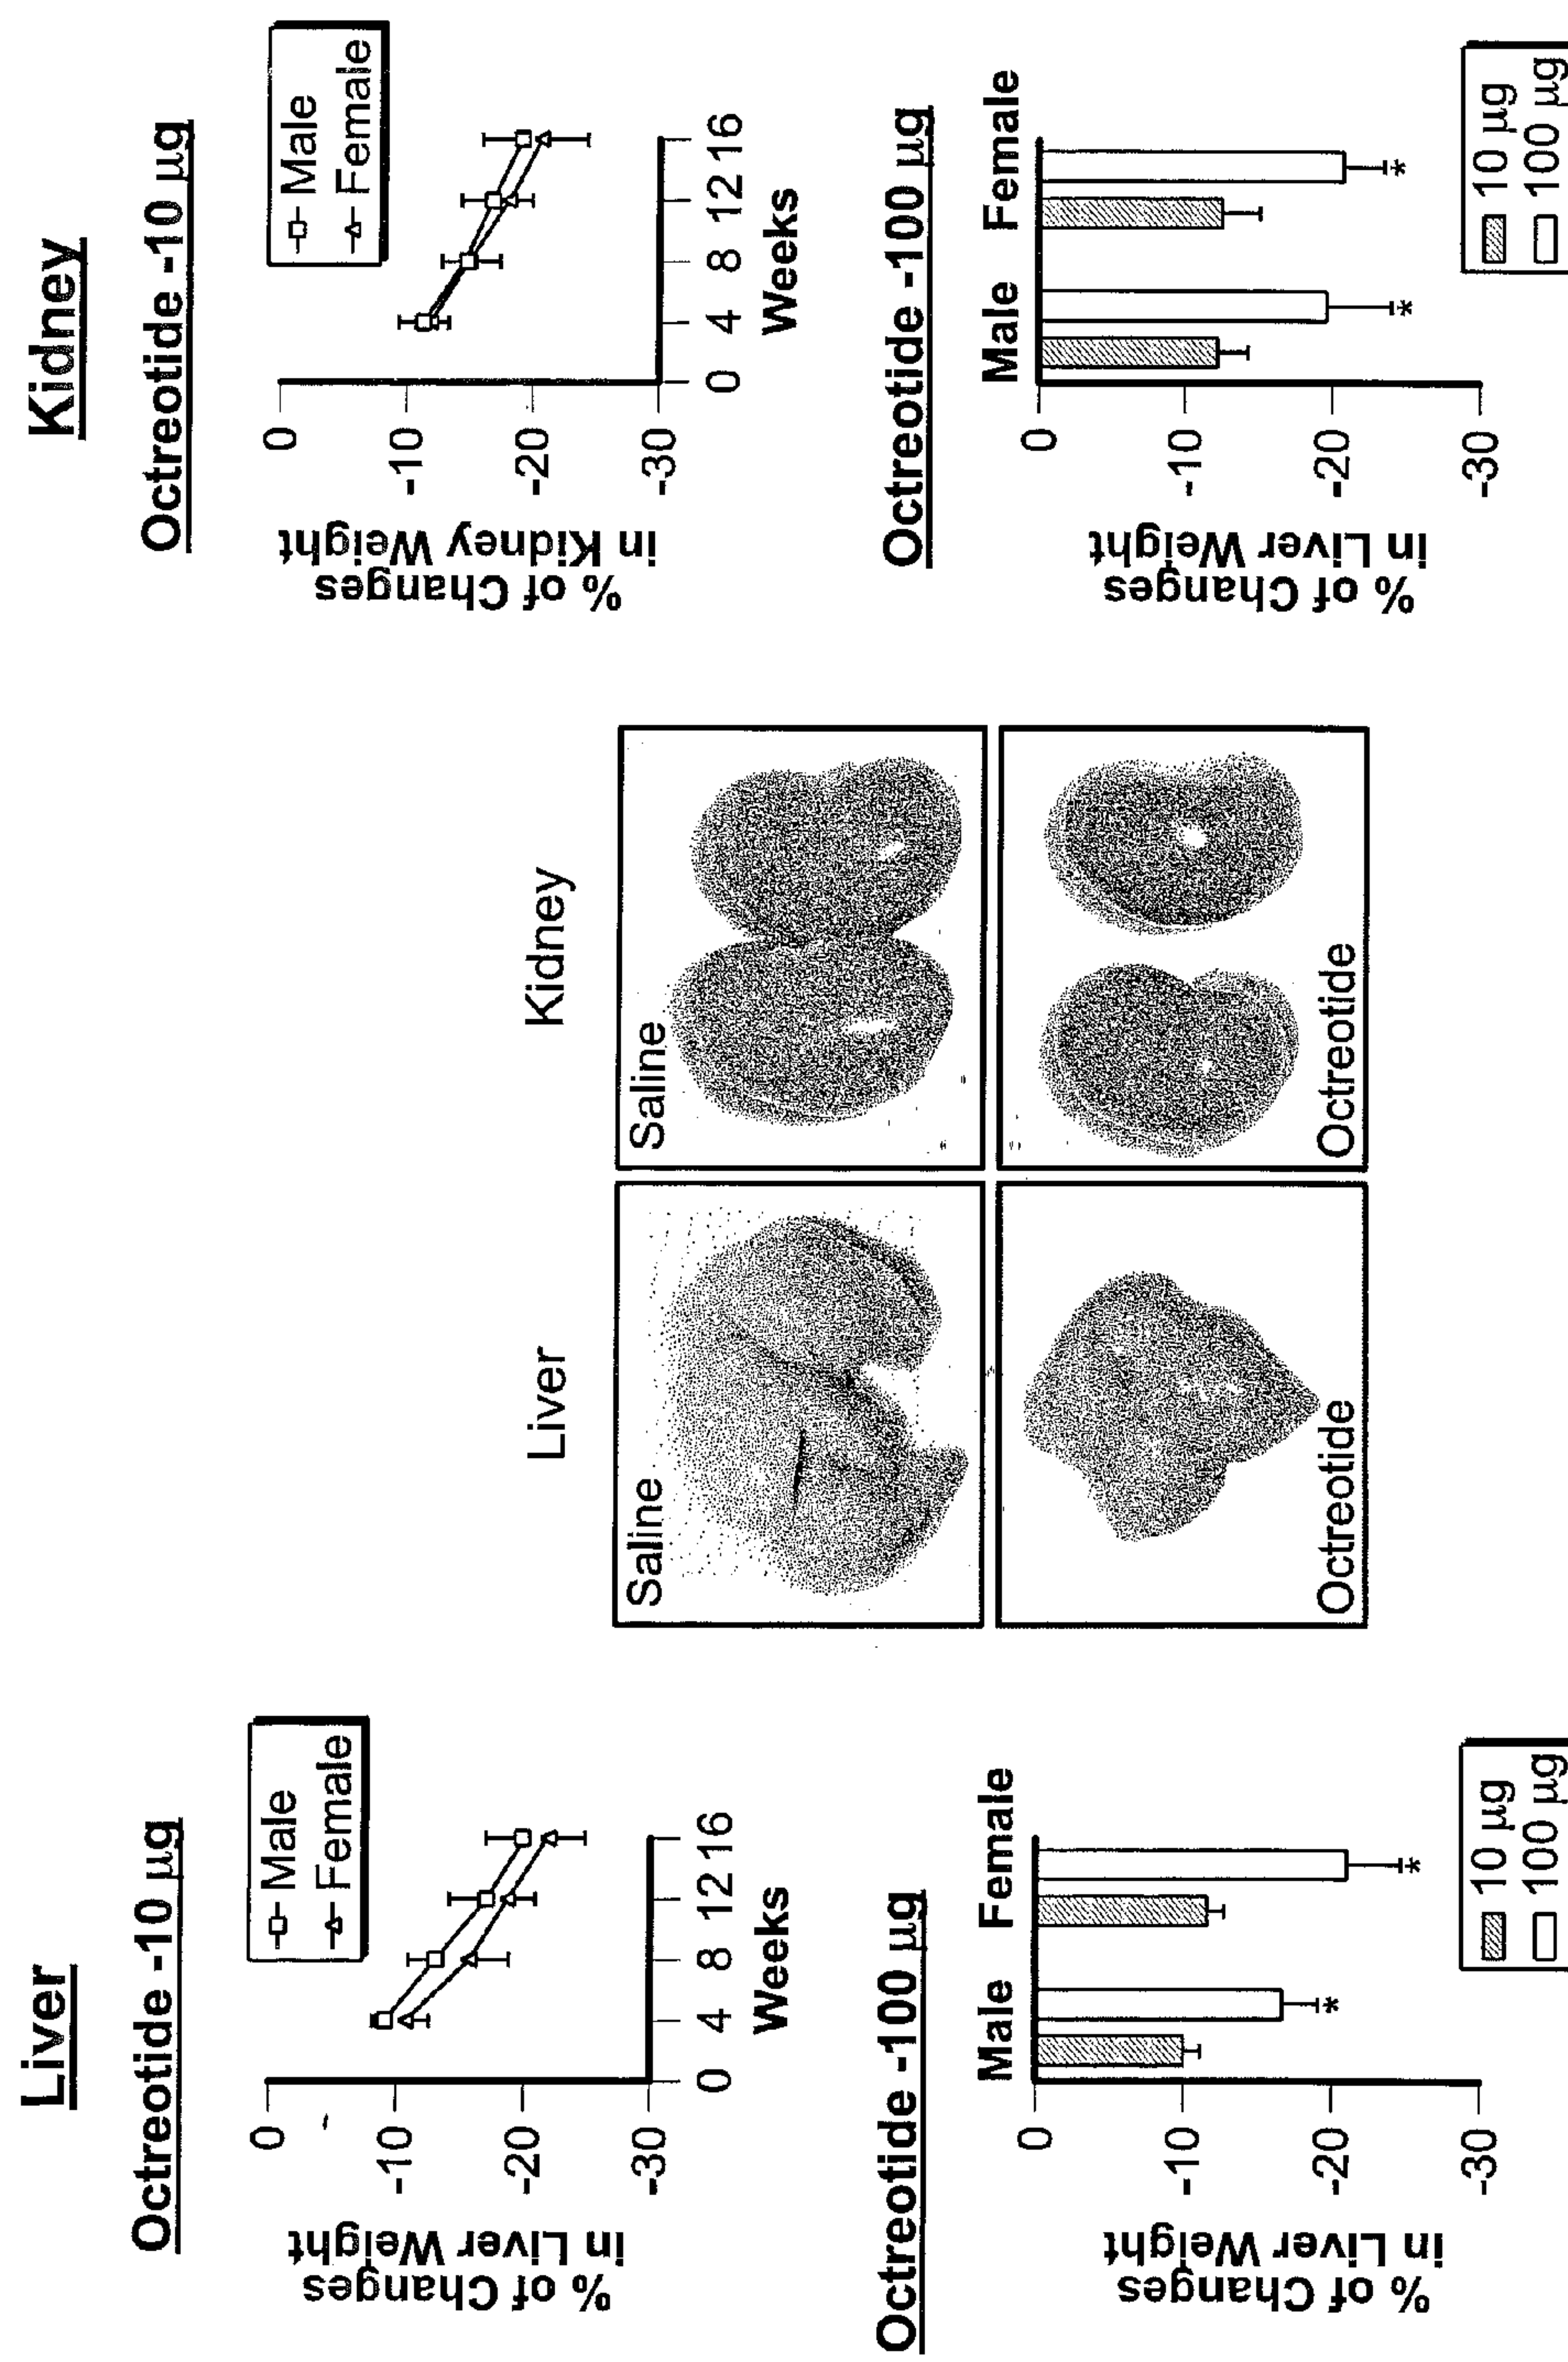 Liver
Octreotide -10 µg
Male
Female
0
-10
-20
-30
% of Changes
in Liver Weight
0 4 8 12 16
Weeks
Octreotide -100 µg
Male Female
0
-10
-20
-30
% of Changes
in Liver Weight
*
*
10 µg
100 µg
Liver Kidney
Saline Saline
Octreotide Octreotide
Kidney
Octreotide -10 µg
Male
Female
0
-10
-20
-30
% of Changes
in Kidney Weight
0 4 8 12 16
Weeks
Octreotide -100 µg
Male Female
0
-10
-20
-30
% of Changes
in Liver Weight
*
*
10 µg
100 µg